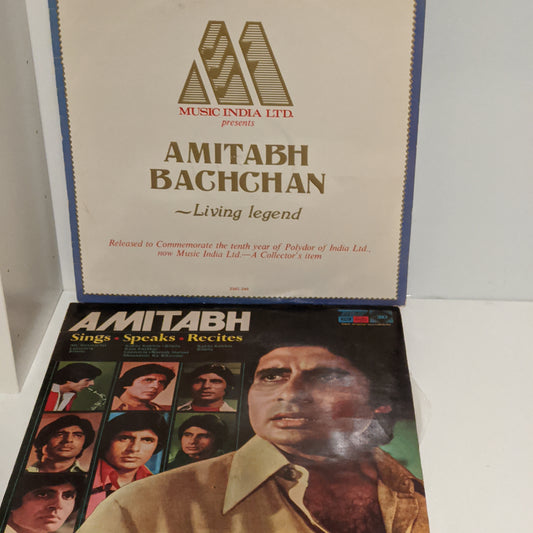 MUSIC INDIA LTD.
presents
AMITABH
BACHCHAN
~Living legend
Released to Commemorate the tenth year of Polydor of India Ltd.,
now Music India Ltd.—A Collector's item
AMITABH
Sings • Speaks • Recites